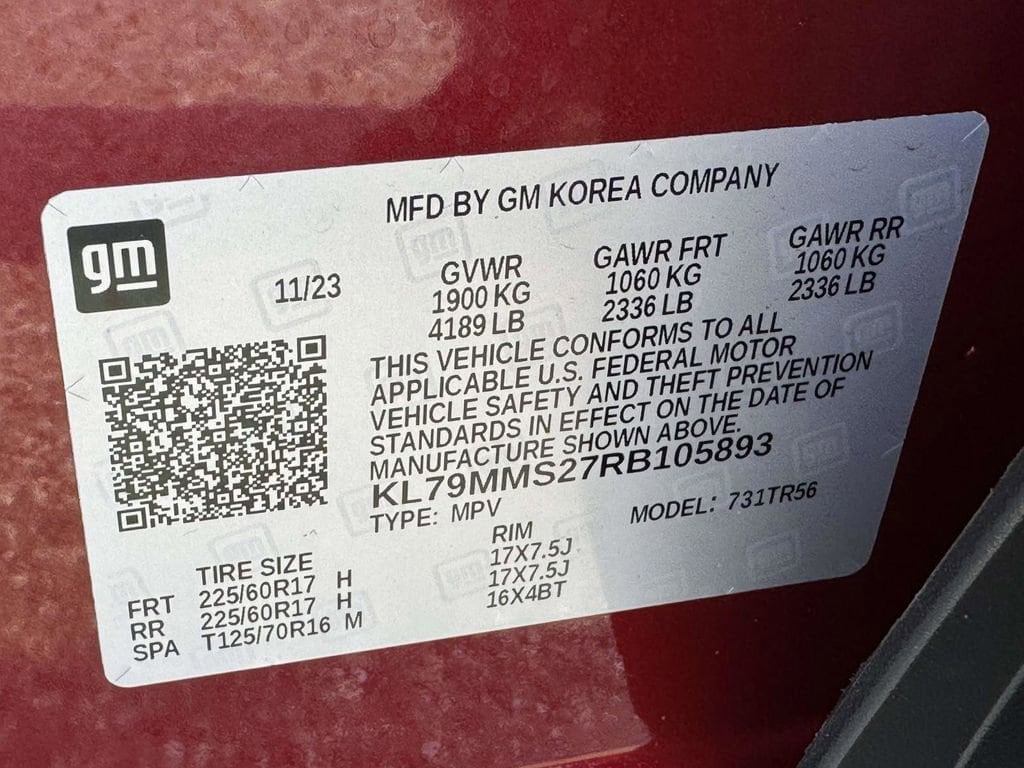 gm
MFD BY GM KOREA COMPANY
11/23
GVWR
1900 KG
4189 LB
GAWR FRT
1060 KG
2336 LB
GAWR RR
1060 KG
2336 LB
THIS VEHICLE CONFORMS TO ALL
APPLICABLE U.S. FEDERAL MOTOR
VEHICLE SAFETY AND THEFT PREVENTION
STANDARDS IN EFFECT ON THE DATE OF
MANUFACTURE SHOWN ABOVE.
KL79MMS27RB105893
TYPE: MPV
MODEL: 731TR56
TIRE SIZE RIM
FRT 225/60R17 H 17X7.5J
RR 225/60R17 H 17X7.5J
SPA T125/70R16 M 16X4BT